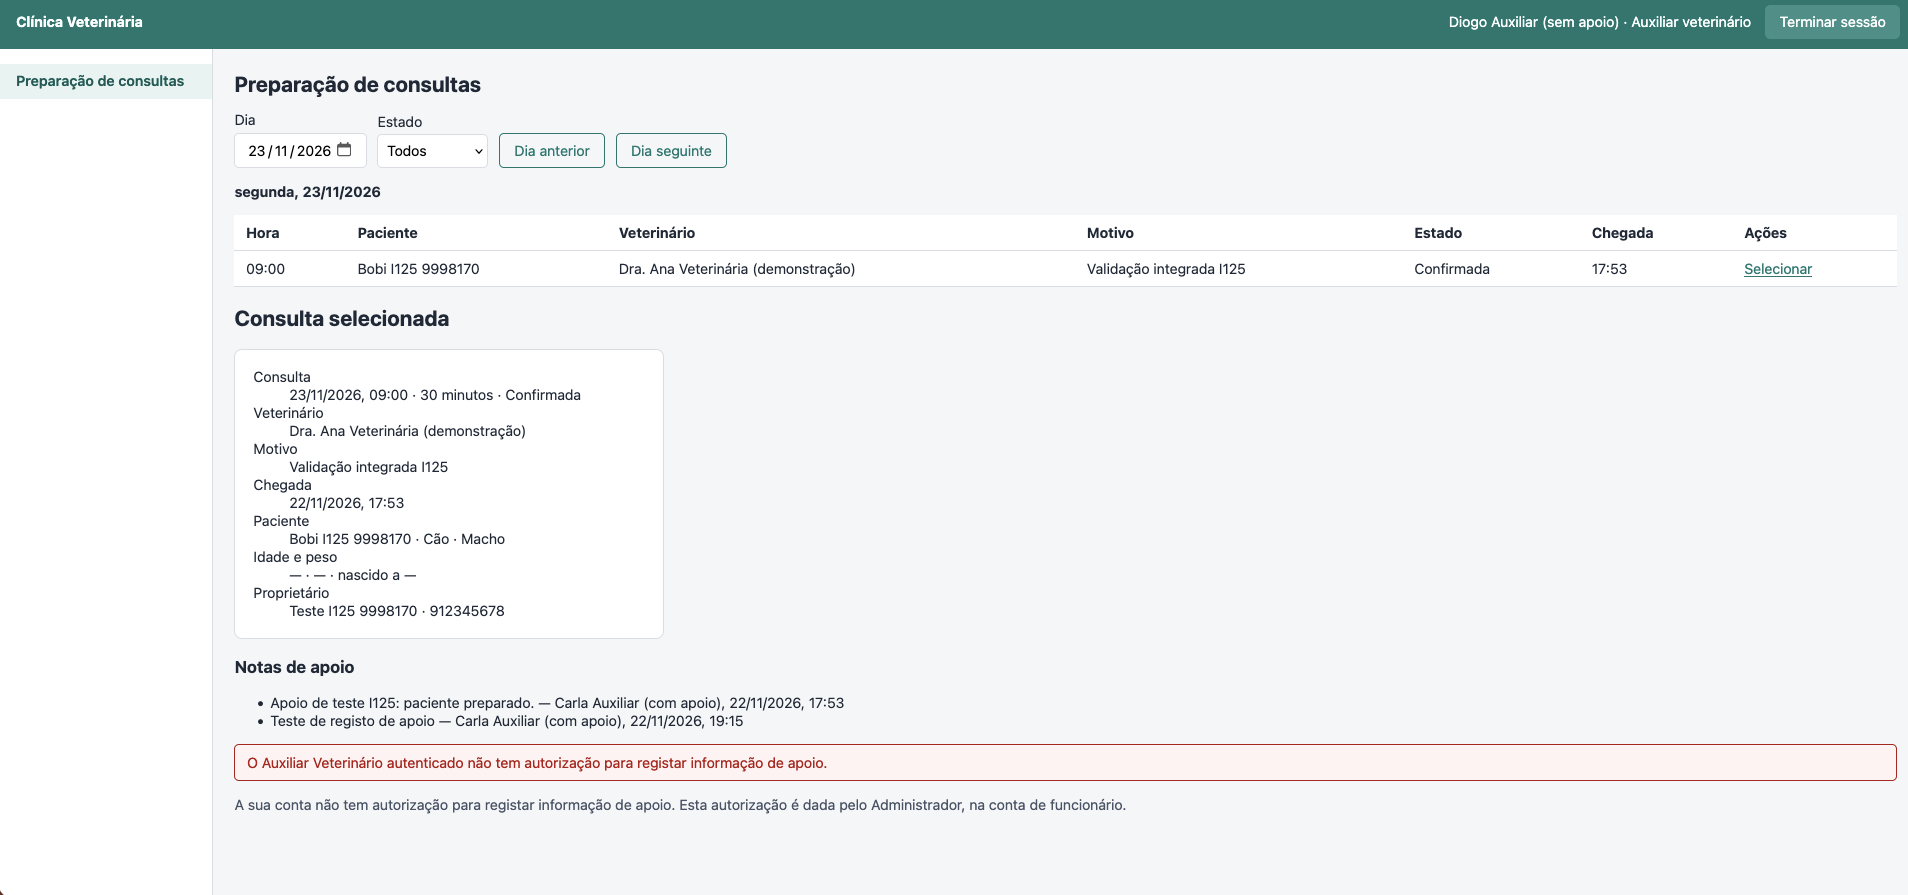 Clínica Veterinária
Diogo Auxiliar (sem apoio) · Auxiliar veterinário
Terminar sessão
Preparação de consultas
Preparação de consultas
Dia
Estado
23/11/2026
Todos
Dia anterior
Dia seguinte
segunda, 23/11/2026
Hora Paciente Veterinário Motivo Estado Chegada Ações
09:00 Bobi I125 9998170 Dra. Ana Veterinária (demonstração) Validação integrada I125 Confirmada 17:53 Selecionar
Consulta selecionada
Consulta
23/11/2026, 09:00 · 30 minutos · Confirmada
Veterinário
Dra. Ana Veterinária (demonstração)
Motivo
Validação integrada I125
Chegada
22/11/2026, 17:53
Paciente
Bobi I125 9998170 · Cão · Macho
Idade e peso
— · — · nascido a —
Proprietário
Teste I125 9998170 · 912345678
Notas de apoio
• Apoio de teste I125: paciente preparado. — Carla Auxiliar (com apoio), 22/11/2026, 17:53
• Teste de registo de apoio — Carla Auxiliar (com apoio), 22/11/2026, 19:15
O Auxiliar Veterinário autenticado não tem autorização para registar informação de apoio.
A sua conta não tem autorização para registar informação de apoio. Esta autorização é dada pelo Administrador, na conta de funcionário.